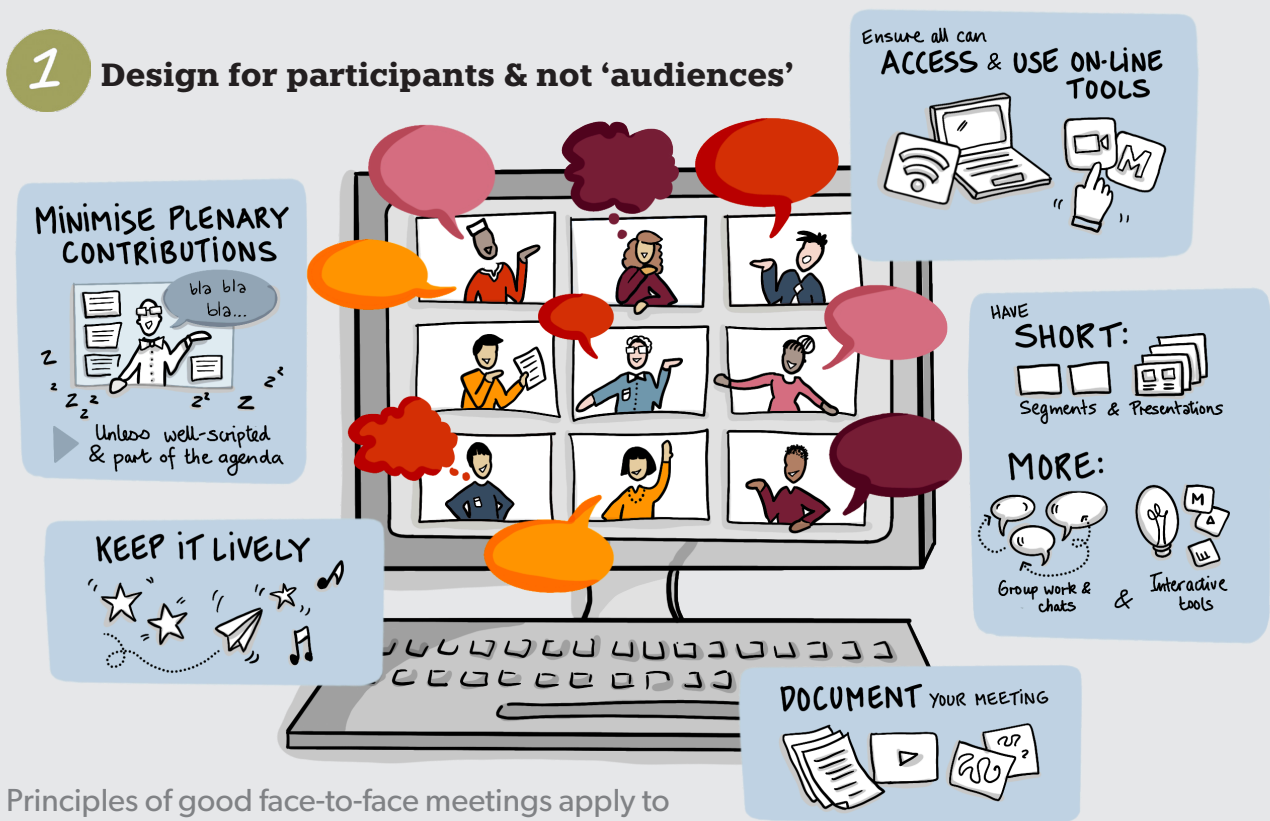 1
Design for participants & not ‘audiences’
Ensure all can
ACCESS & USE ON-LINE
TOOLS
M
MINIMISE PLENARY
CONTRIBUTIONS
bla bla
bla...
z
z
z
z
z
z
z
z
z
z
Unless well-scripted
& part of the agenda
HAVE
SHORT:
Segments & Presentations
MORE:
M
Group work &
chats
&
Interactive
tools
KEEP IT LIVELY
DOCUMENT YOUR MEETING
Principles of good face-to-face meetings apply to